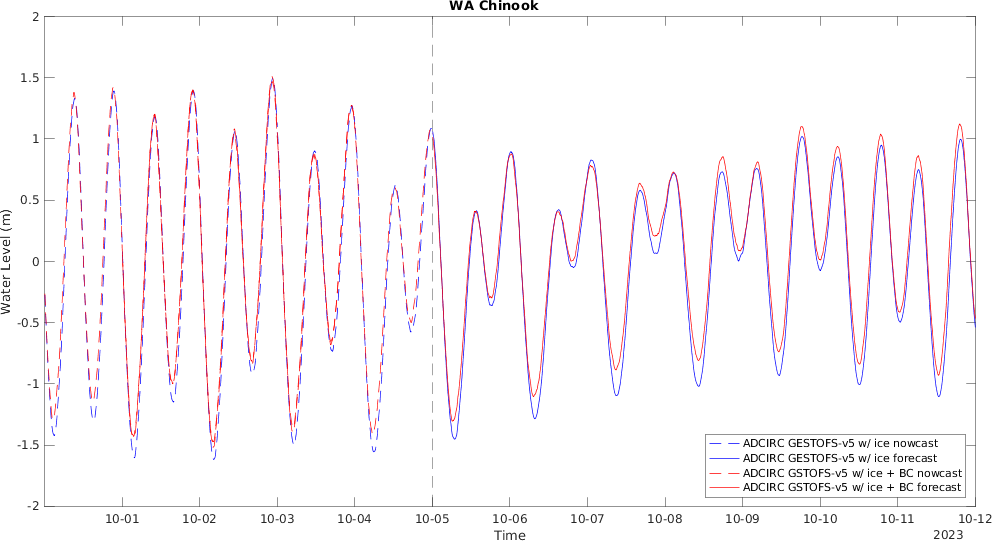 WA Chinook
2
1.5
1
0.5
0
-0.5
-1
-1.5
-2
Water Level (m)
10-01 10-02 10-03 10-04 10-05 10-06 10-07 10-08 10-09 10-10 10-11 10-12
Time
2023
ADCIRC GESTOFS-v5 w/ ice nowcast
ADCIRC GESTOFS-v5 w/ ice forecast
ADCIRC GSTOFS-v5 w/ ice + BC nowcast
ADCIRC GSTOFS-v5 w/ ice + BC forecast